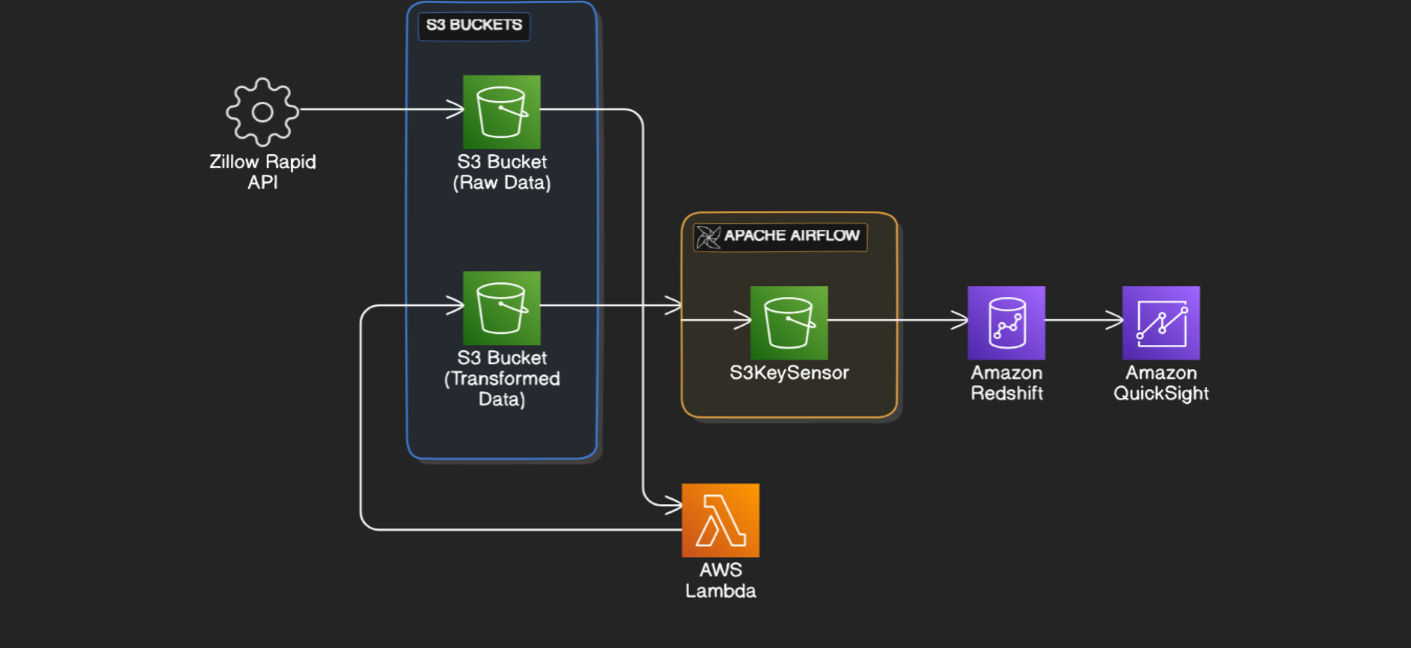 S3 BUCKETS
Zillow Rapid
API
S3 Bucket
(Raw Data)
S3 Bucket
(Transformed
Data)
APACHE AIRFLOW
S3KeySensor
Amazon
Redshift
Amazon
QuickSight
AWS
Lambda